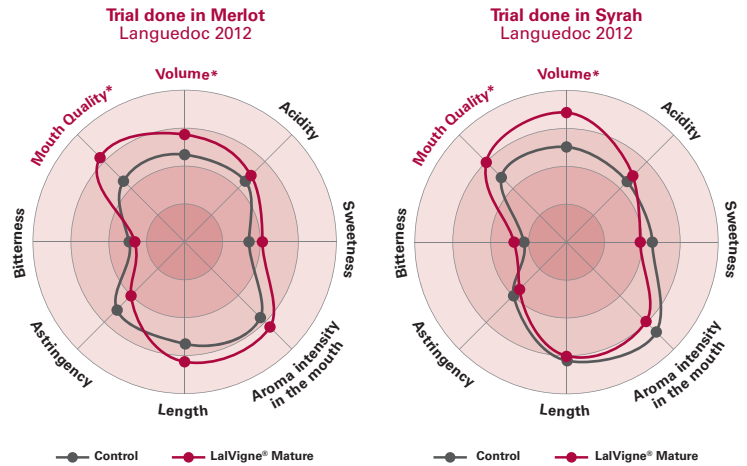 Trial done in Merlot
Languedoc 2012
Volume*
Acidity
Sweetness
Aroma intensity
in the mouth
Length
Astringency
Bitterness
Mouth Quality*
Control
LalVigne® Mature
Trial done in Syrah
Languedoc 2012
Volume*
Acidity
Sweetness
Aroma intensity
in the mouth
Length
Astringency
Bitterness
Mouth Quality*
Control
LalVigne® Mature